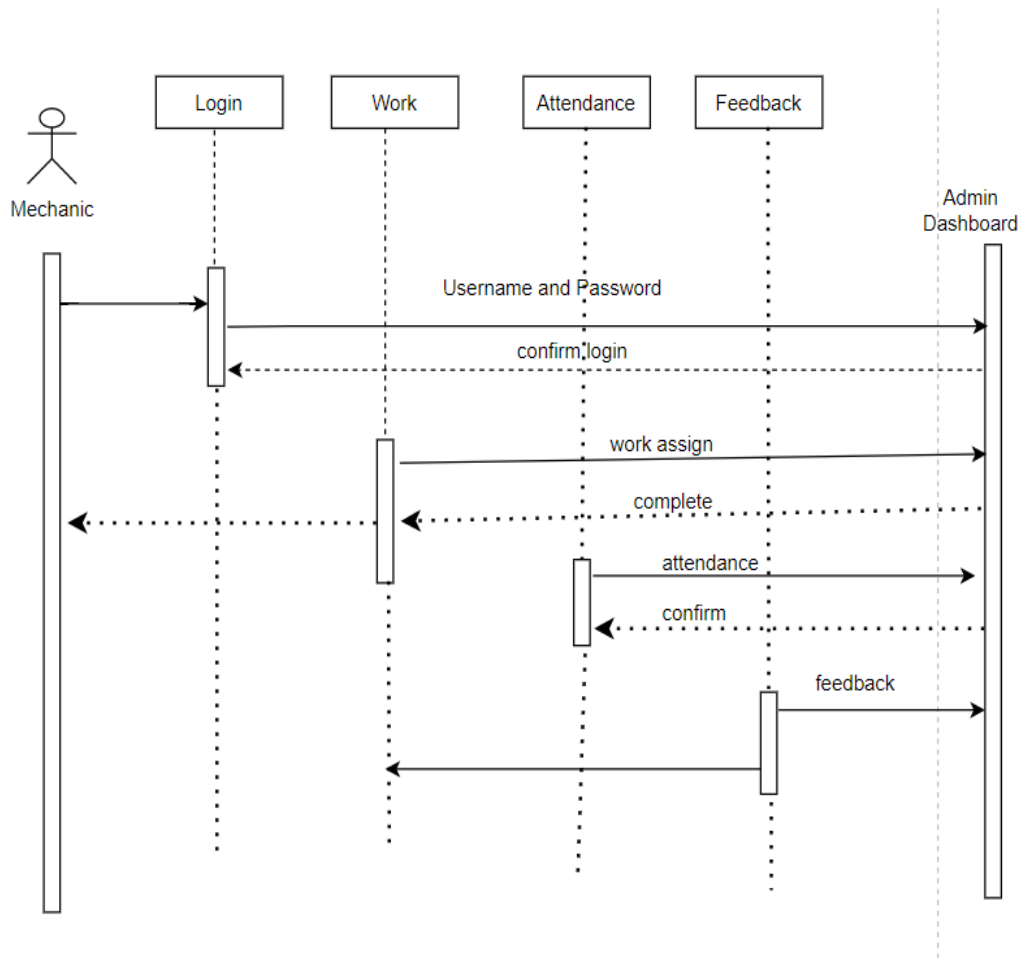 Login
Work
Attendance
Feedback
Mechanic
Admin
Dashboard
Username and Password
confirm login
work assign
complete
attendance
confirm
feedback